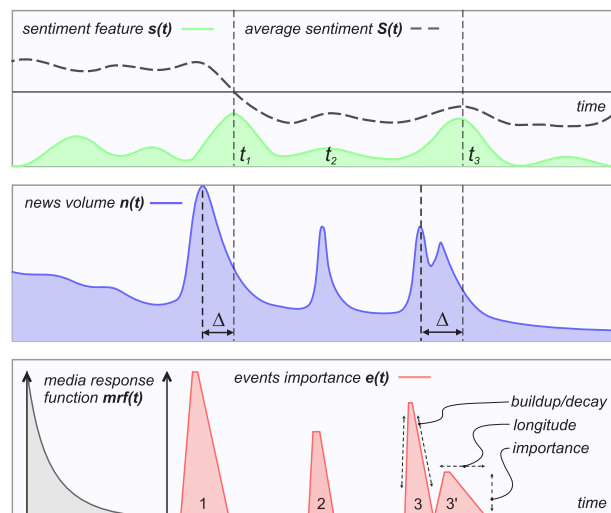 sentiment feature s(t) average sentiment S(t)
time
t1 t2 t3
news volume n(t)
Δ Δ
media response
function mrf(t)
events importance e(t)
buildup/decay
longitude
importance
1 2 3 3' time